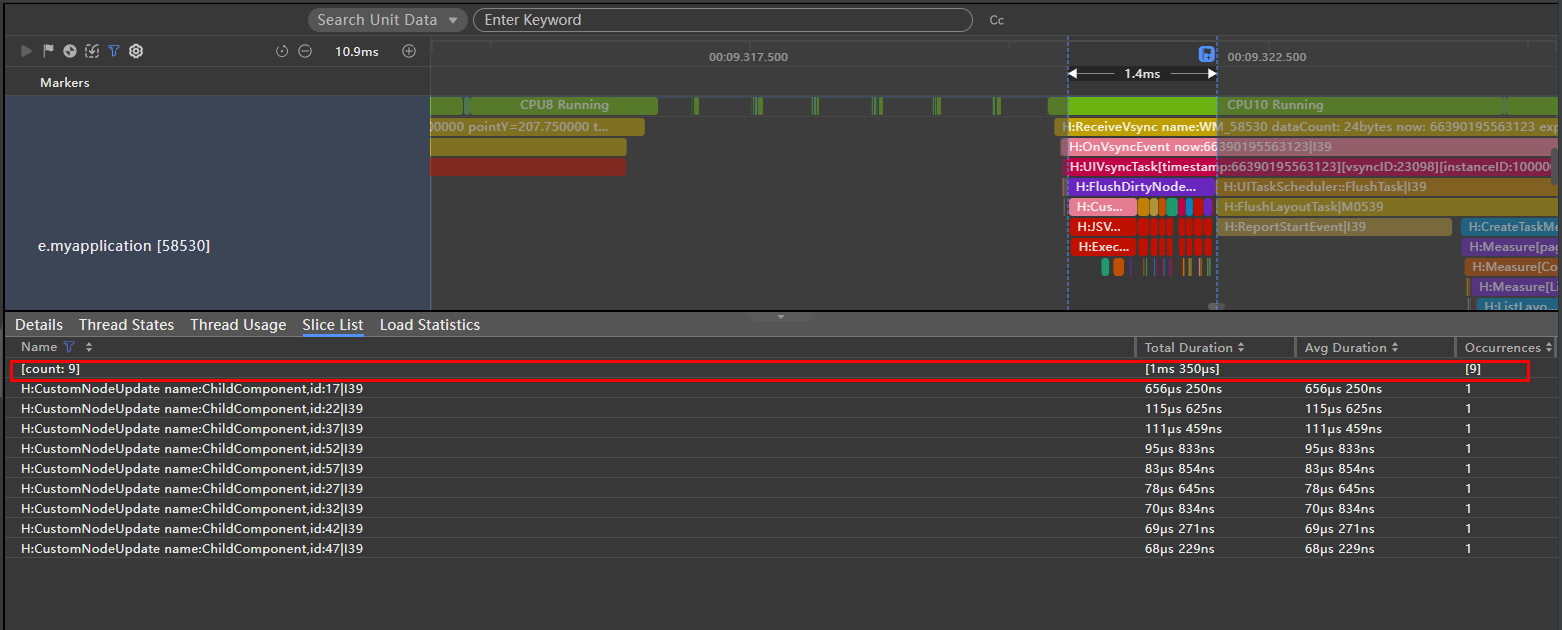 Search Unit Data Enter Keyword Cc
10.9ms 00:09.317.500 00:09.322.500
Markers 1.4ms
CPU8 Running CPU10 Running
00000 pointY=207.750000 t... H:ReceiveVsync name:WM_58530 dataCount: 24bytes now: 66390195563123 exp
H:OnVsyncEvent now:66390195563123|I39
H:UIVsyncTask[timestamp:66390195563123][vsyncID:23098][instanceID:100000
H:FlushDirtyNode... H:UITaskScheduler::FlushTask|I39
H:Cus... H:FlushLayoutTask|M0539
H:JSV... H:ReportStartEvent|I39 H:CreateTaskMe
e.myapplication [58530] H:Exec... H:Measure[pag
H:Measure[Co
H:Measure[Li
H:ListLayo...
Details Thread States Thread Usage Slice List Load Statistics
Name Total Duration Avg Duration Occurrences
[count: 9] [1ms 350μs] [9]
H:CustomNodeUpdate name:ChildComponent,id:17|I39 656μs 250ns 656μs 250ns 1
H:CustomNodeUpdate name:ChildComponent,id:22|I39 115μs 625ns 115μs 625ns 1
H:CustomNodeUpdate name:ChildComponent,id:37|I39 111μs 459ns 111μs 459ns 1
H:CustomNodeUpdate name:ChildComponent,id:52|I39 95μs 833ns 95μs 833ns 1
H:CustomNodeUpdate name:ChildComponent,id:57|I39 83μs 854ns 83μs 854ns 1
H:CustomNodeUpdate name:ChildComponent,id:27|I39 78μs 645ns 78μs 645ns 1
H:CustomNodeUpdate name:ChildComponent,id:32|I39 70μs 834ns 70μs 834ns 1
H:CustomNodeUpdate name:ChildComponent,id:42|I39 69μs 271ns 69μs 271ns 1
H:CustomNodeUpdate name:ChildComponent,id:47|I39 68μs 229ns 68μs 229ns 1